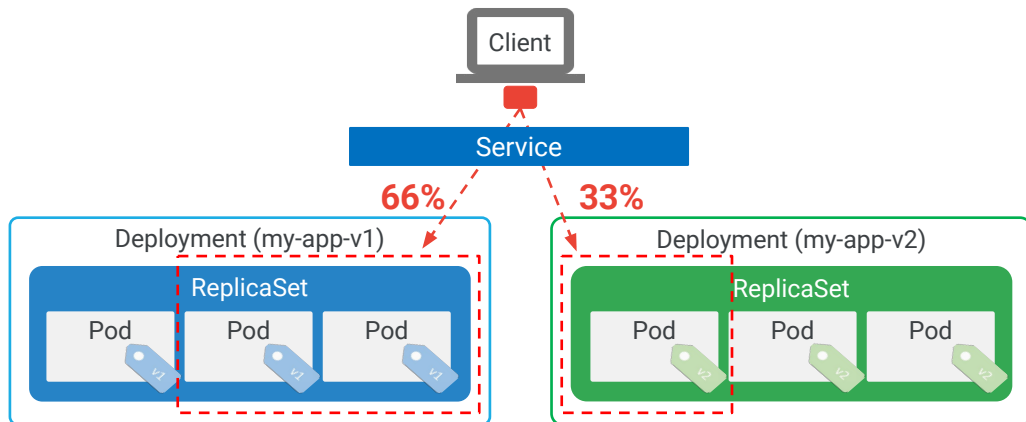 Client
Service
66%
33%
Deployment (my-app-v1)
ReplicaSet
Pod
v1
Pod
v1
Pod
v1
Deployment (my-app-v2)
ReplicaSet
Pod
v2
Pod
v2
Pod
v2